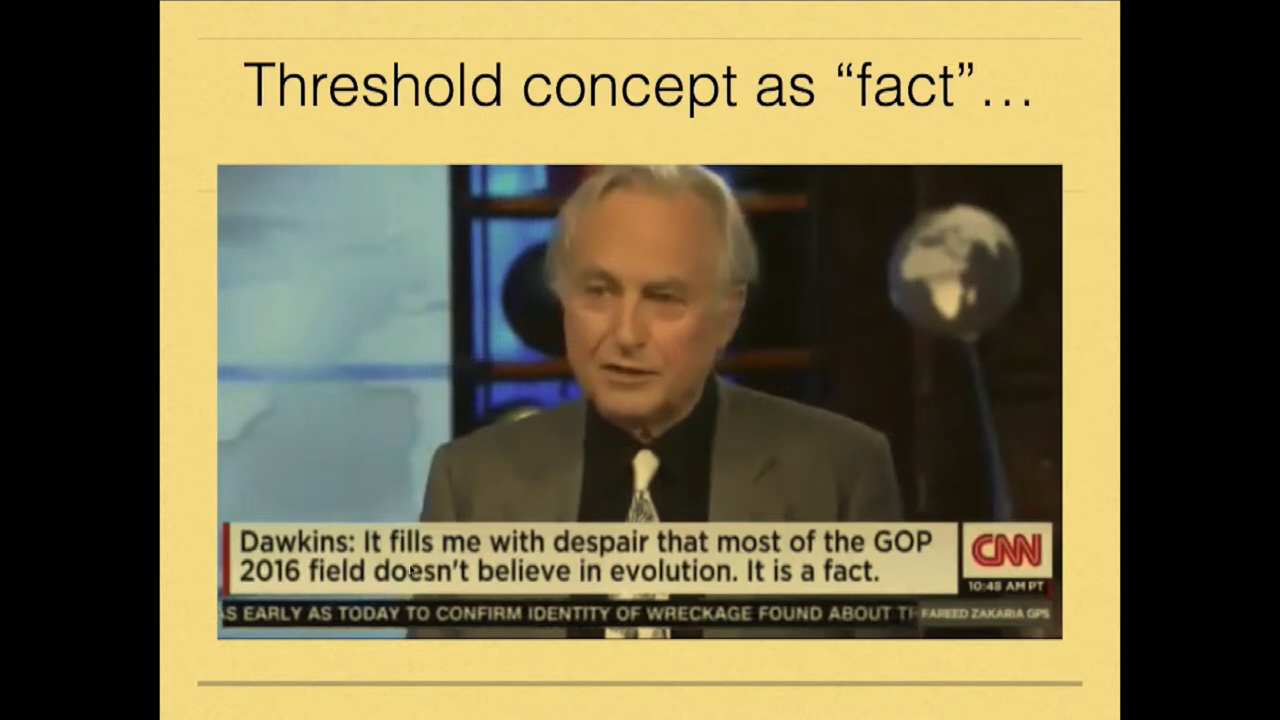 Threshold concept as “fact”…
Dawkins: It fills me with despair that most of the GOP
2016 field doesn't believe in evolution. It is a fact.
CNN
10:48 AM PT
S EARLY AS TODAY TO CONFIRM IDENTITY OF WRECKAGE FOUND ABOUT
FAREED ZAKARIA GPS